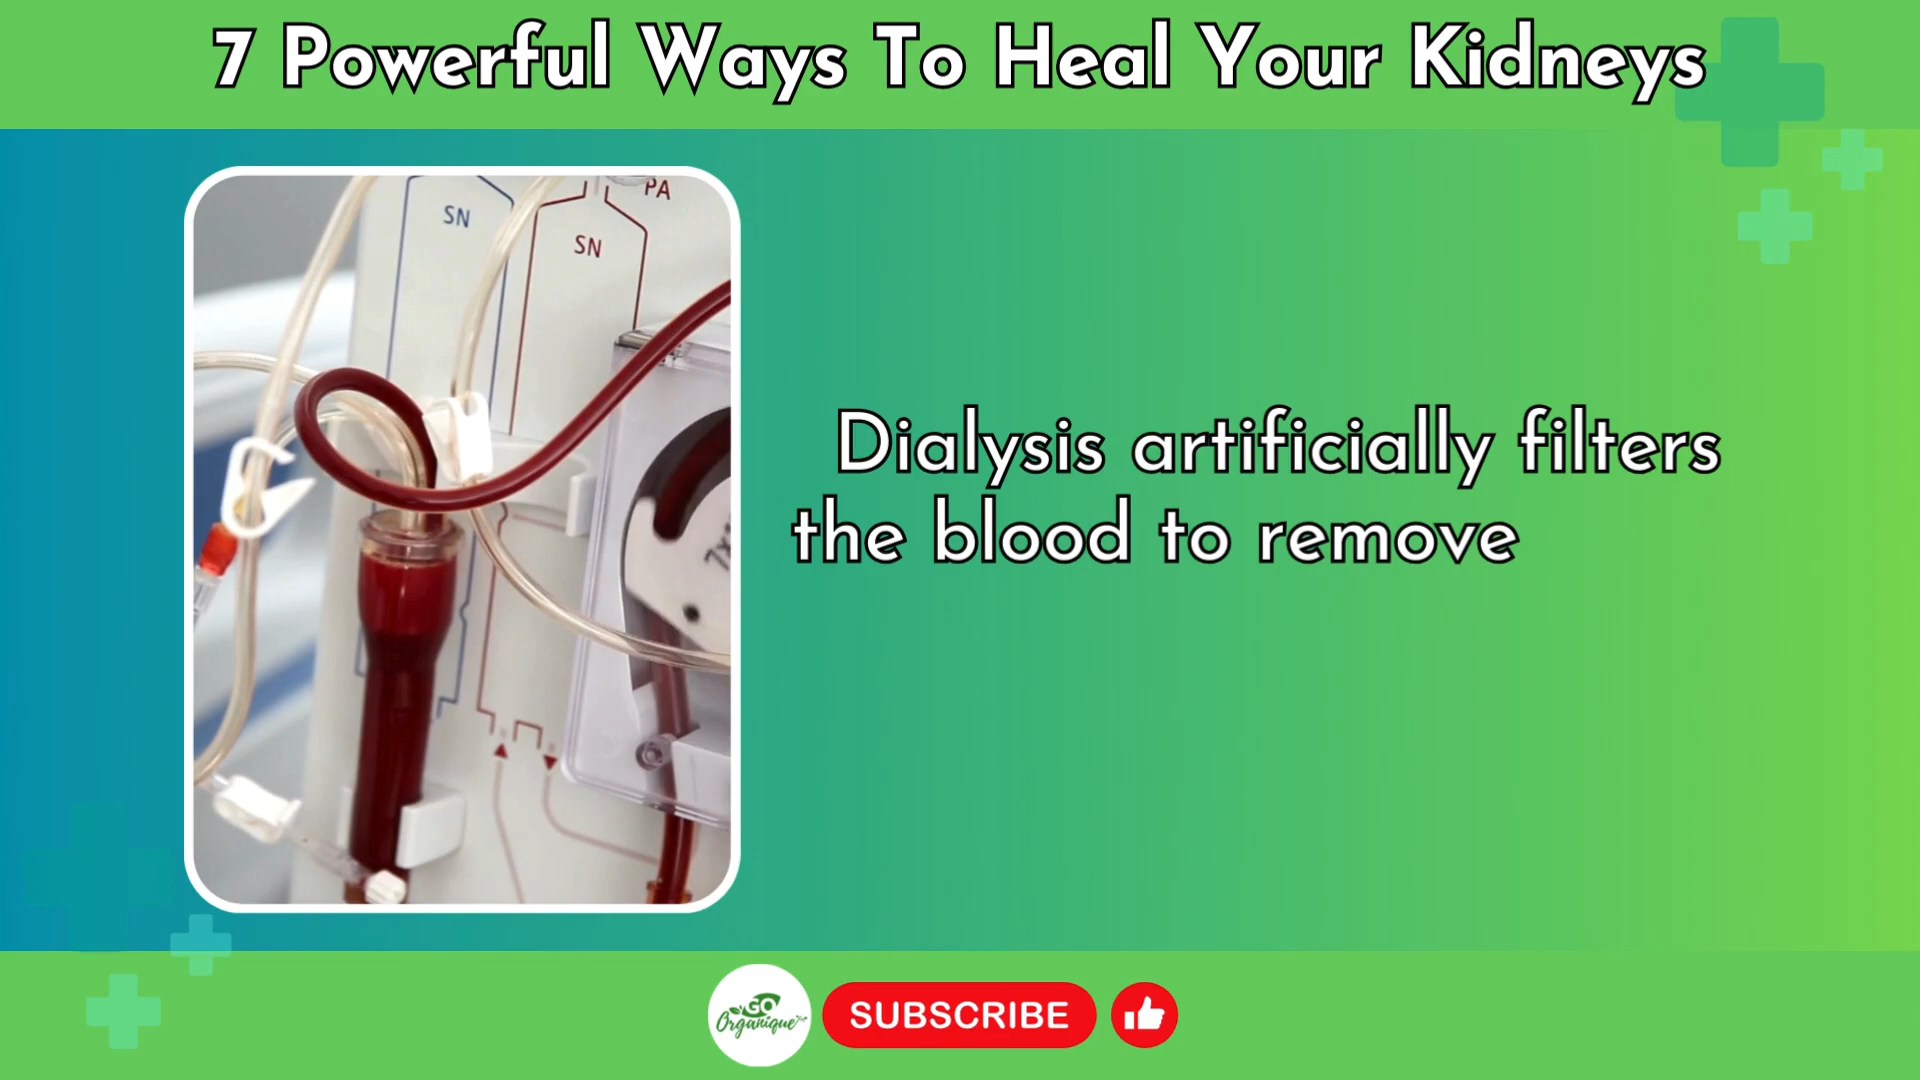 7 Powerful Ways To Heal Your Kidneys
PA
SN
SN
Dialysis artificially filters
the blood to remove
GO
Organique
SUBSCRIBE